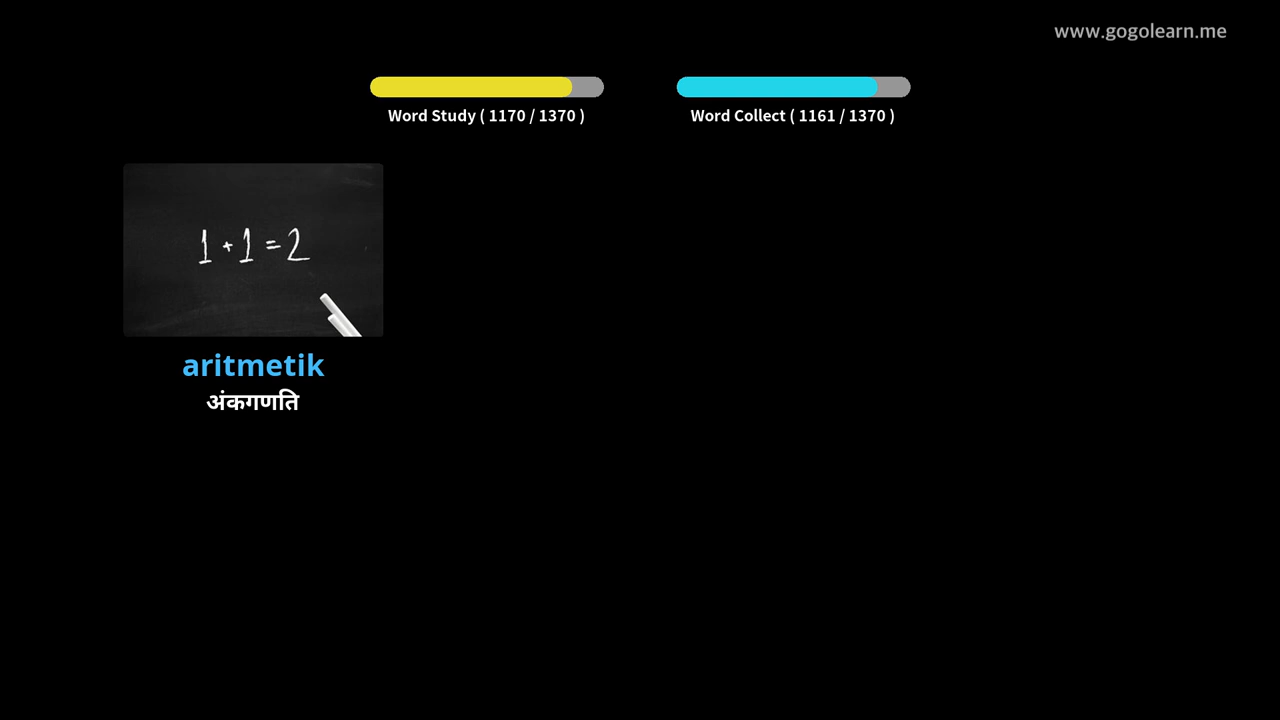 www.gogolearn.me
Word Study ( 1170 / 1370 )
Word Collect ( 1161 / 1370 )
1 + 1 = 2
aritmetik
अंकगणति